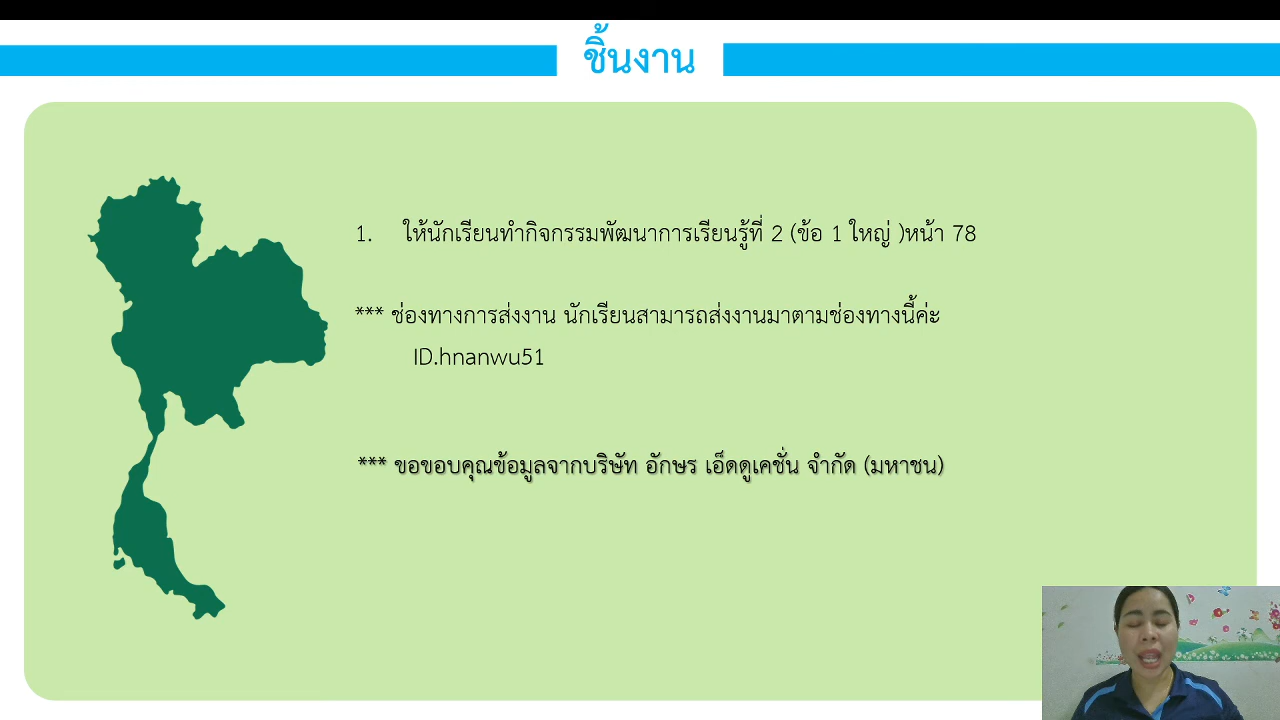 ชิ้นงาน
1. ให้นักเรียนทำกิจกรรมพัฒนาการเรียนรู้ที่ 2 (ข้อ 1 ใหญ่ )หน้า 78
*** ช่องทางการส่งงาน นักเรียนสามารถส่งงานมาตามช่องทางนี้ค่ะ
ID.hnanwu51
*** ขอขอบคุณข้อมูลจากบริษัท อักษร เอ็ดดูเคชั่น จำกัด (มหาชน)